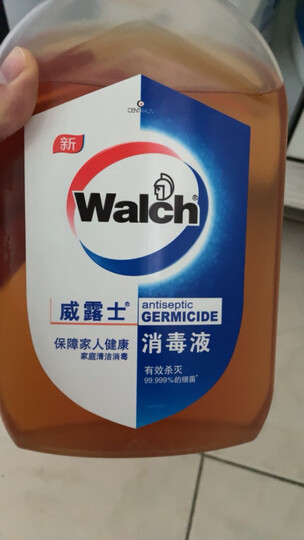 新
Walch®
威露士®
antiseptic
GERMICIDE
保障家人健康
家庭清洁消毒
消毒液
有效杀灭
99.999%的细菌*